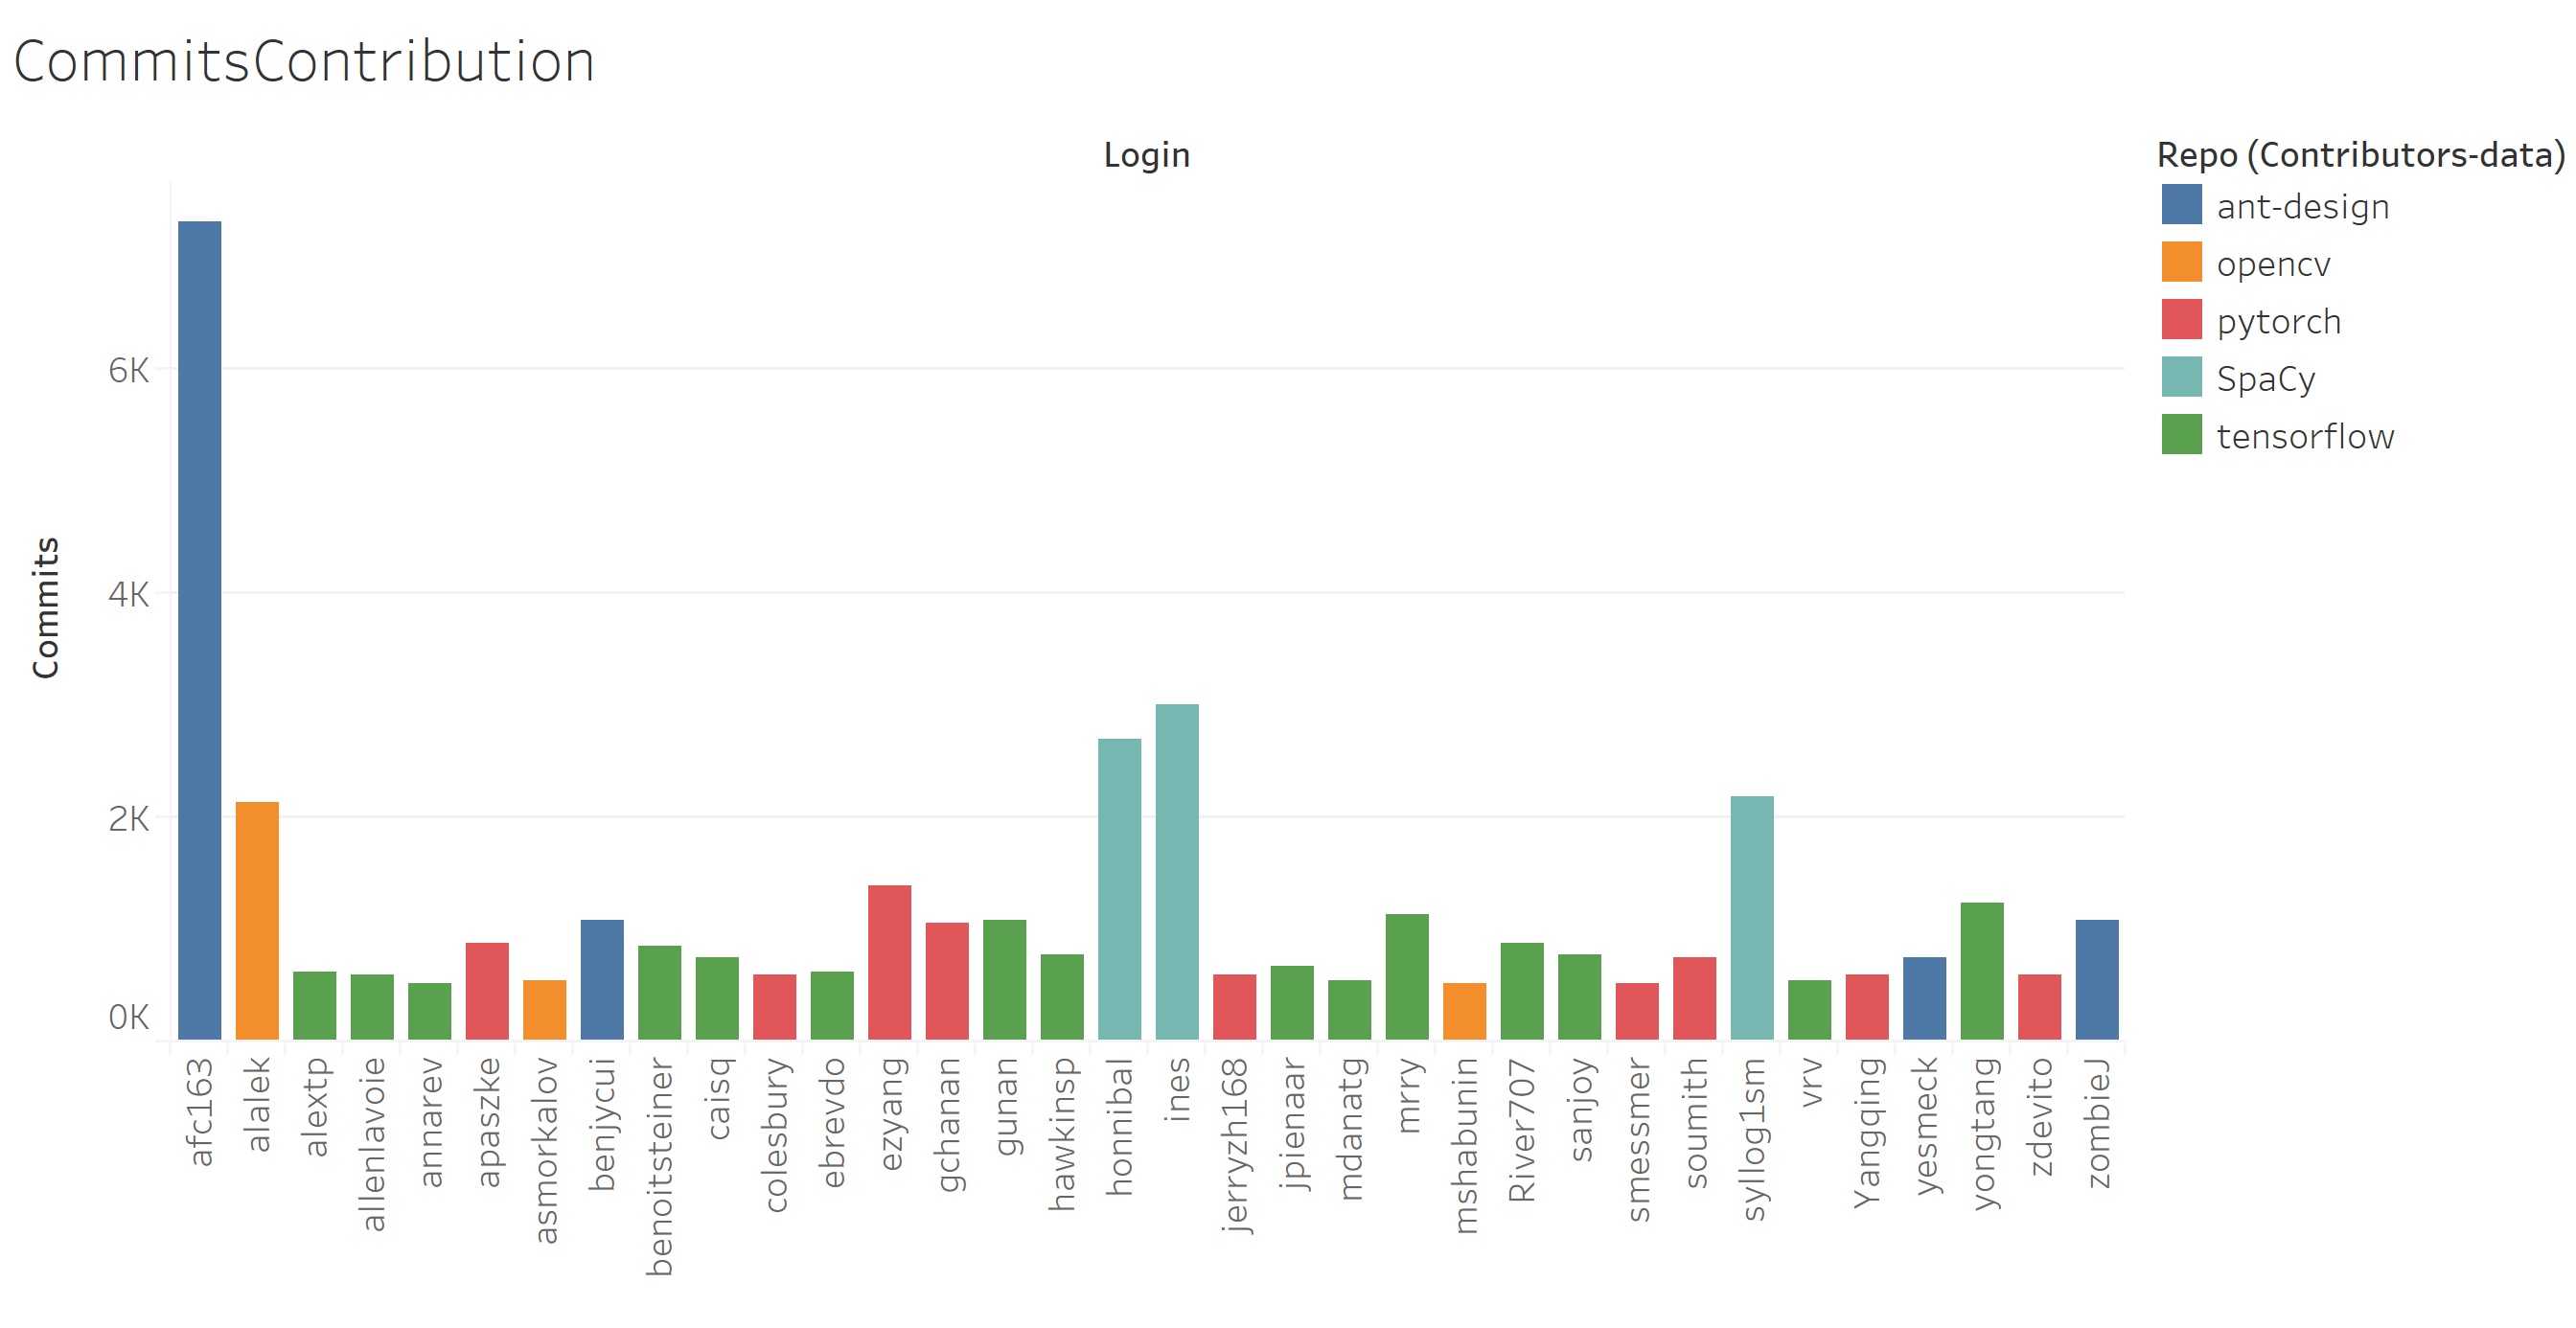 CommitsContribution
Login
Repo (Contributors-data)
ant-design
opencv
pytorch
SpaCy
tensorflow
Commits
6K
4K
2K
0K
afc163
alalek
alextp
allenlavoie
annarev
apaszke
asmorkalov
benjycui
benoitsteiner
caisq
colesbury
ebrevdo
ezyang
gchanan
gunan
hawkinsp
honnibal
ines
jerryzh168
jpienaar
mdanatg
mrry
mshabunin
River707
sanjoy
smessmer
soumith
syllog1sm
vrv
Yangqing
yesmeck
yongtang
zdevito
zombieJ